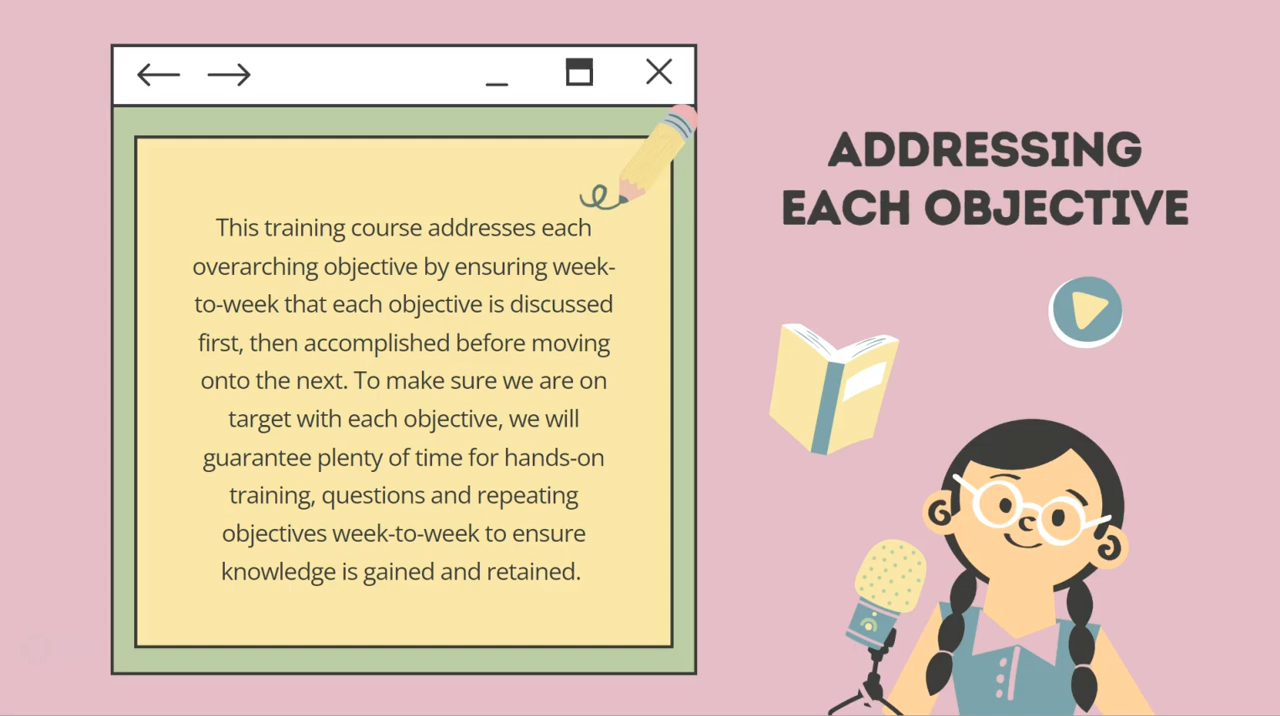 ADDRESSING
EACH OBJECTIVE
This training course addresses each
overarching objective by ensuring week-
to-week that each objective is discussed
first, then accomplished before moving
onto the next. To make sure we are on
target with each objective, we will
guarantee plenty of time for hands-on
training, questions and repeating
objectives week-to-week to ensure
knowledge is gained and retained.